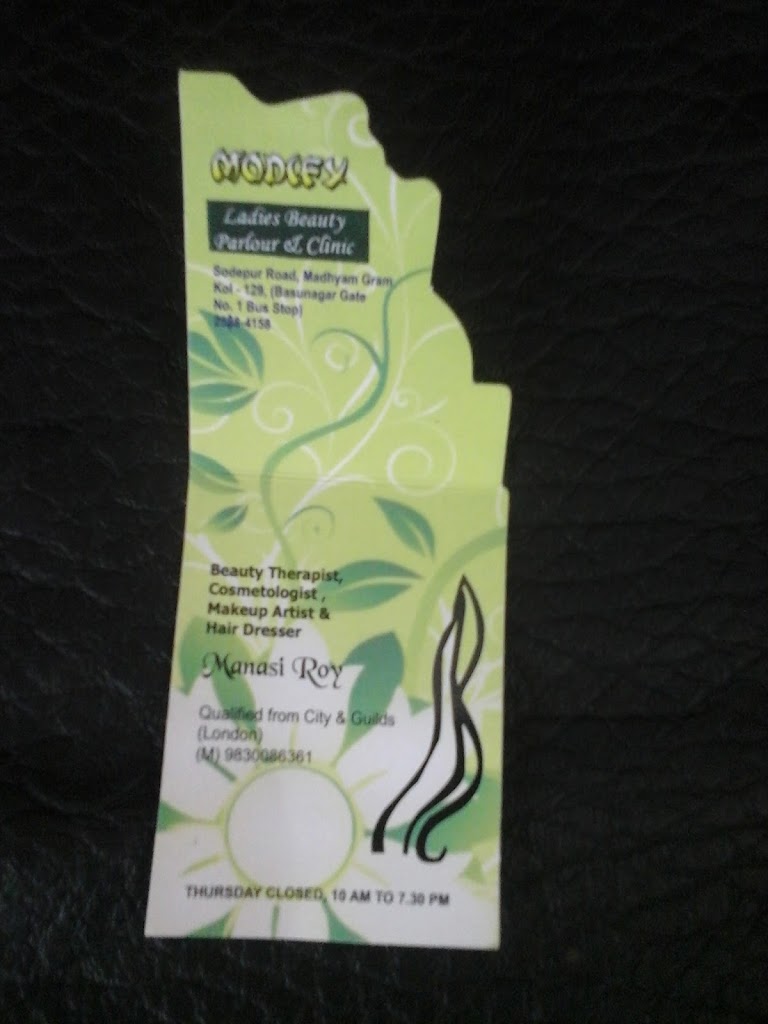 MODIFY
Ladies Beauty
Parlour & Clinic
Sodepur Road, Madhyam Gram
Kol - 129, (Basunagar Gate
No. 1 Bus Stop)
Beauty Therapist,
Cosmetologist ,
Makeup Artist &
Hair Dresser
Manasi Roy
Qualified from City & Guilds
(London)
(M) 9830086361
THURSDAY CLOSED, 10 AM TO 7.30 PM